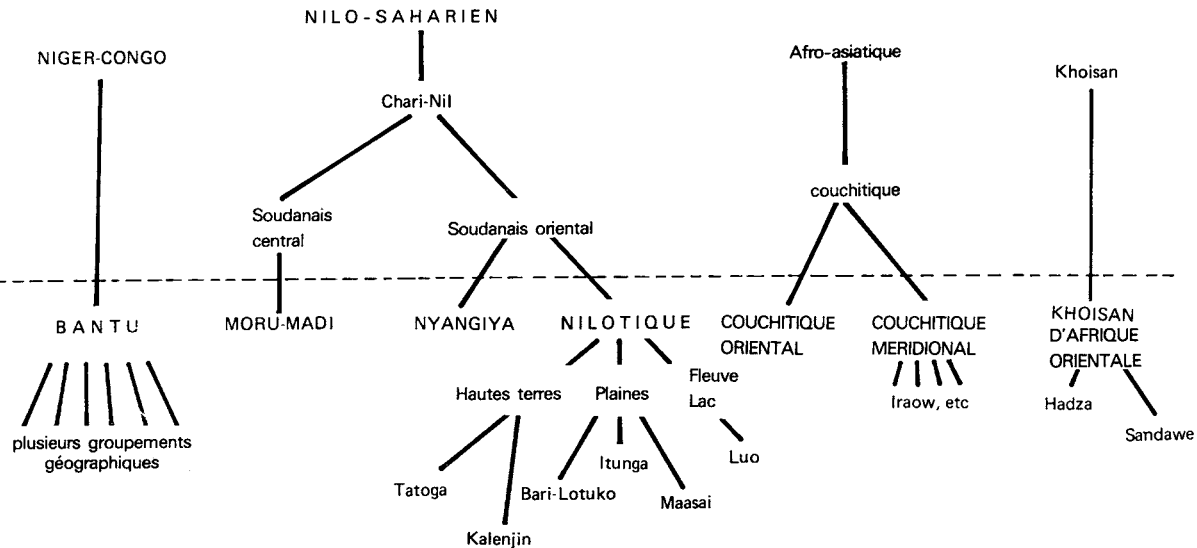 NILO-SAHARIEN
NIGER-CONGO
Afro-asiatique
Khoisan
Chari-Nil
couchitique
Soudanais
central
Soudanais oriental
BANTU
MORU-MADI
NYANGIYA
NILOTIQUE
COUCHITIQUE
ORIENTAL
COUCHITIQUE
MERIDIONAL
KHOISAN
D'AFRIQUE
ORIENTALE
Hautes terres
Plaines
Fleuve
Lac
Iraow, etc
Hadza
Sandawe
plusieurs groupements
géographiques
Itunga
Luo
Tatoga
Bari-Lotuko
Maasai
Kalenjin